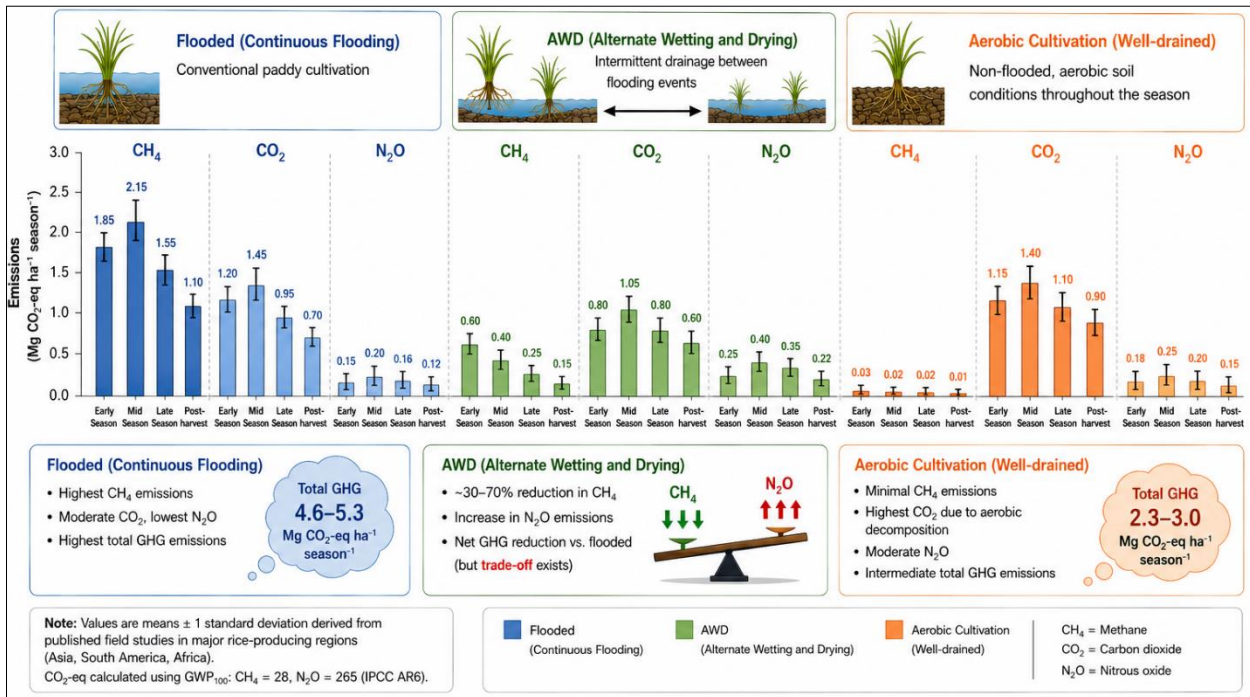 Flooded (Continuous Flooding)
Conventional paddy cultivation
AWD (Alternate Wetting and Drying)
Intermittent drainage between
flooding events
Aerobic Cultivation (Well-drained)
Non-flooded, aerobic soil
conditions throughout the season
Emissions
(Mg CO₂-eq ha⁻¹ season⁻¹)
3.0
2.5
2.0
1.5
1.0
0.5
0.0
CH₄
1.85
2.15
1.55
1.10
Early Mid Late Post-
Season Season Season harvest
CO₂
1.20
1.45
0.95
0.70
Early Mid Late Post-
Season Season Season harvest
N₂O
0.15
0.20
0.16
0.12
Early Mid Late Post-
Season Season Season harvest
CH₄
0.60
0.40
0.25
0.15
Early Mid Late Post-
Season Season Season harvest
CO₂
0.80
1.05
0.80
0.60
Early Mid Late Post-
Season Season Season harvest
N₂O
0.25
0.40
0.35
0.22
Early Mid Late Post-
Season Season Season harvest
CH₄
0.03
0.02
0.02
0.01
Early Mid Late Post-
Season Season Season harvest
CO₂
1.15
1.40
1.10
0.90
Early Mid Late Post-
Season Season Season harvest
N₂O
0.18
0.25
0.20
0.15
Early Mid Late Post-
Season Season Season harvest
Flooded (Continuous Flooding)
• Highest CH₄ emissions
• Moderate CO₂, lowest N₂O
• Highest total GHG emissions
Total GHG
4.6–5.3
Mg CO₂-eq ha⁻¹
season⁻¹
AWD (Alternate Wetting and Drying)
• ~30–70% reduction in CH₄
• Increase in N₂O emissions
• Net GHG reduction vs. flooded
(but trade-off exists)
CH₄
N₂O
Aerobic Cultivation (Well-drained)
• Minimal CH₄ emissions
• Highest CO₂ due to aerobic
decomposition
• Moderate N₂O
• Intermediate total GHG emissions
Total GHG
2.3–3.0
Mg CO₂-eq ha⁻¹
season⁻¹
Note: Values are means ± 1 standard deviation derived from
published field studies in major rice-producing regions
(Asia, South America, Africa).
CO₂-eq calculated using GWP₁₀₀: CH₄ = 28, N₂O = 265 (IPCC AR6).
Flooded
(Continuous Flooding)
AWD
(Alternate Wetting and Drying)
Aerobic Cultivation
(Well-drained)
CH₄ = Methane
CO₂ = Carbon dioxide
N₂O = Nitrous oxide